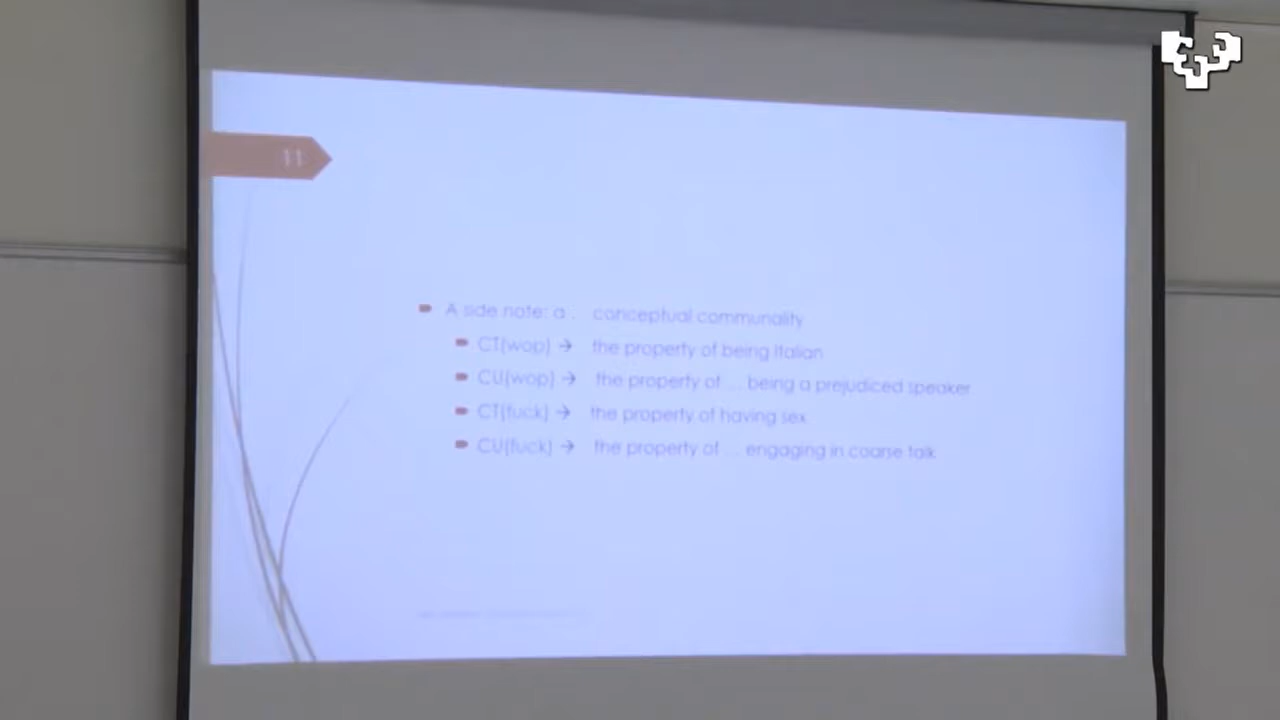 11
A side note: a . conceptual communality
CT(wop) → the property of being Italian
CU(wop) → the property of ... being a prejudiced speaker
CT(fuck) → the property of having sex
CU(fuck) → the property of ... engaging in coarse talk